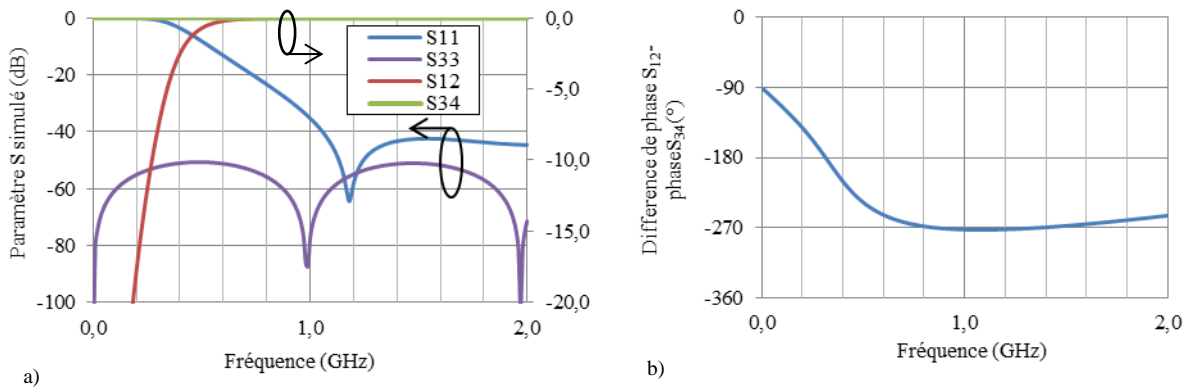 0 0,0
-20 -5,0
-40 -10,0
-60 -15,0
-80
-100 -20,0
0,0 1,0 2,0
Paramètre S simulé (dB)
Fréquence (GHz)
S11
S33
S12
S34
a)
0
-90
-180
-270
-360
0,0 1,0 2,0
Difference de phase S12-
phaseS34(°)
Fréquence (GHz)
b)